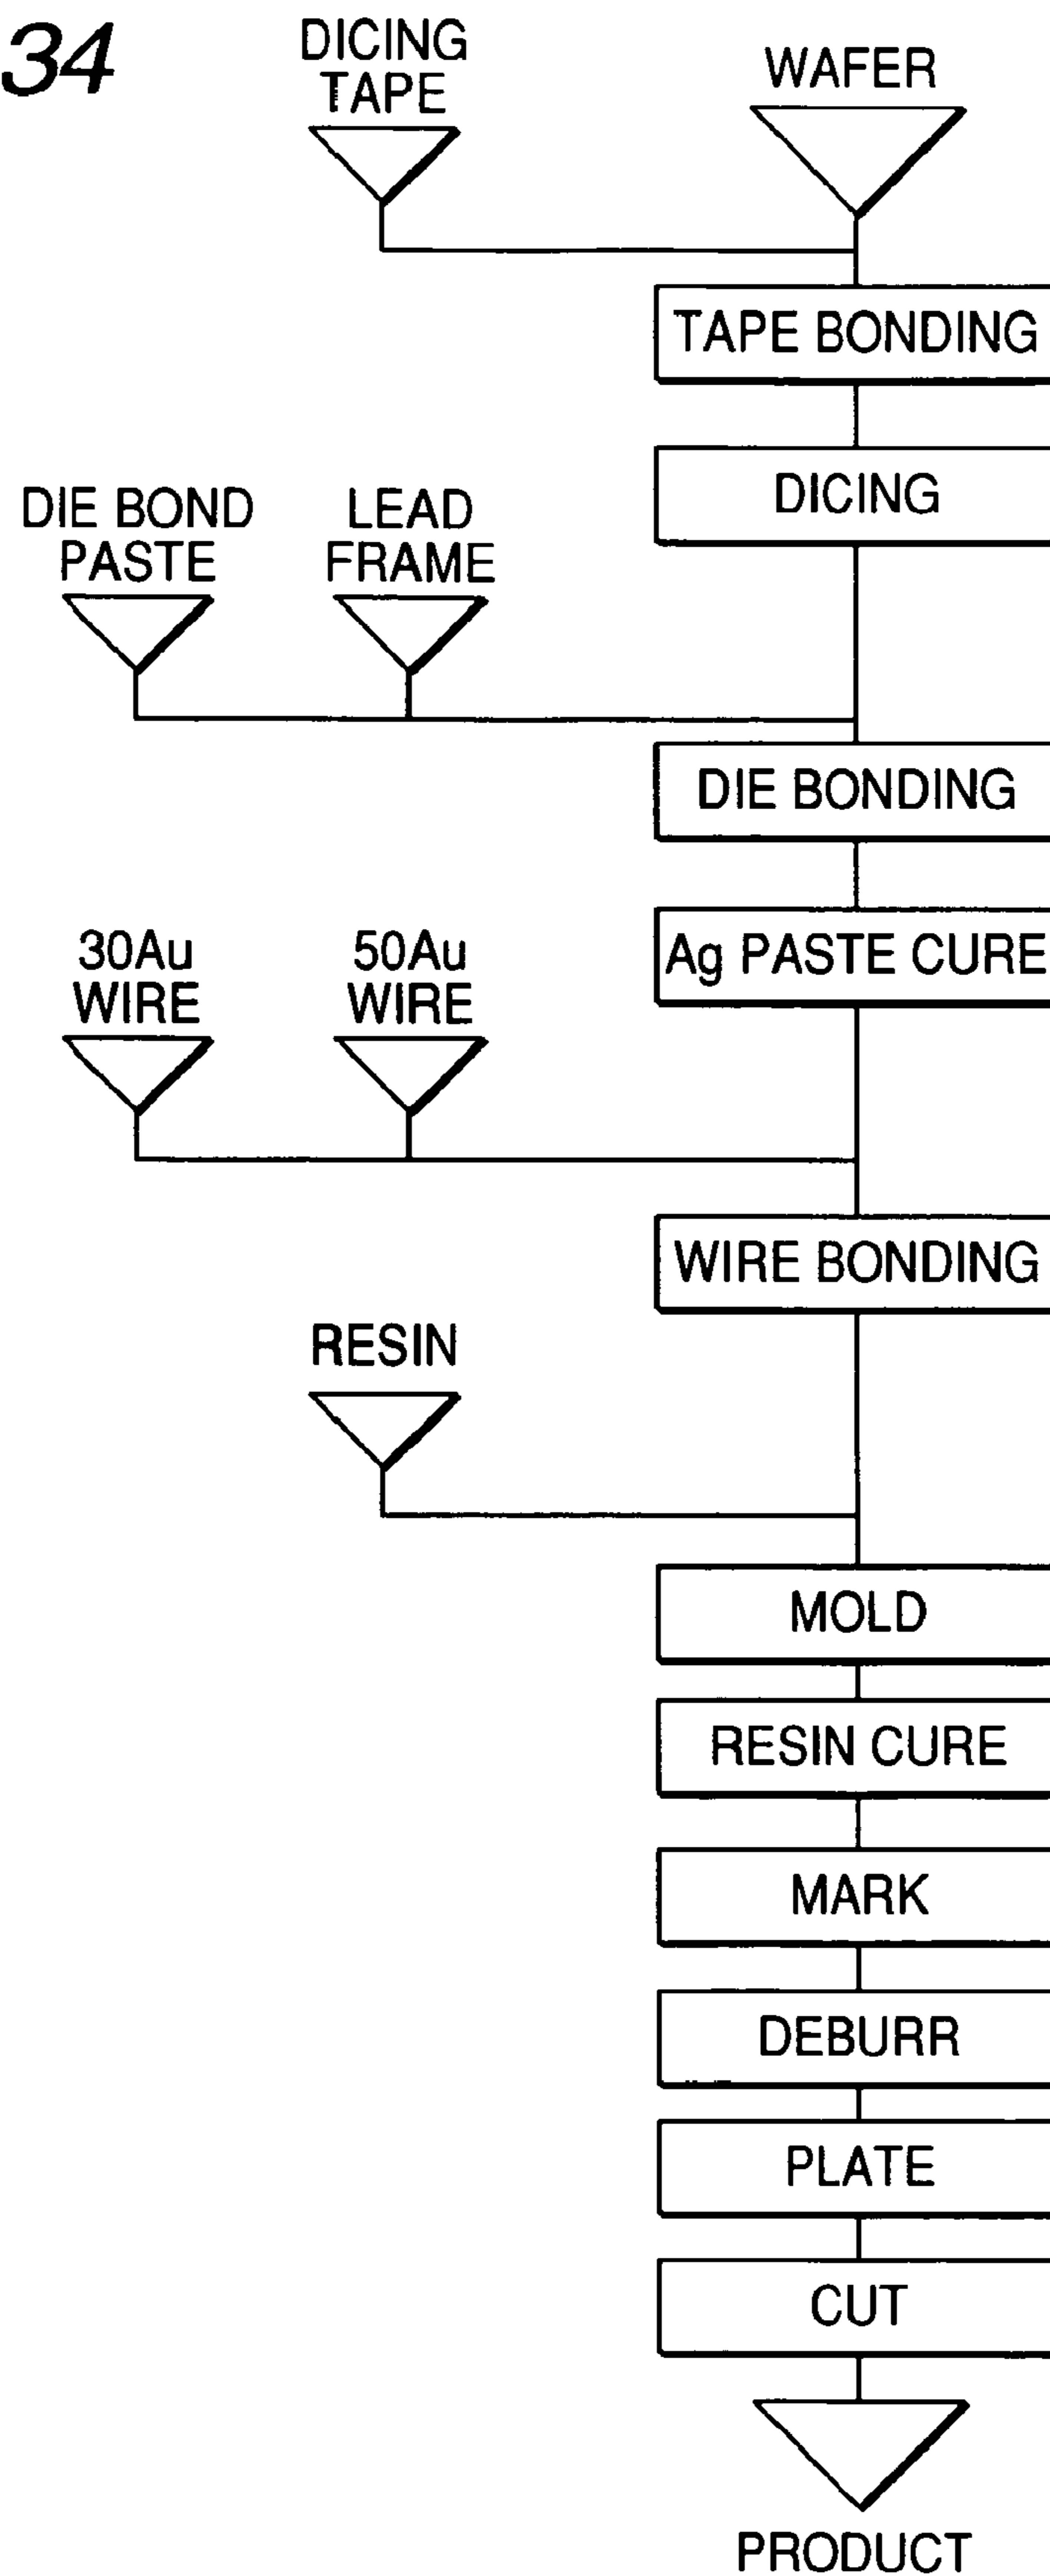 34
DICING
TAPE
WAFER
TAPE BONDING
DICING
DIE BOND
PASTE
LEAD
FRAME
DIE BONDING
Ag PASTE CURE
30Au
WIRE
50Au
WIRE
WIRE BONDING
RESIN
MOLD
RESIN CURE
MARK
DEBURR
PLATE
CUT
PRODUCT